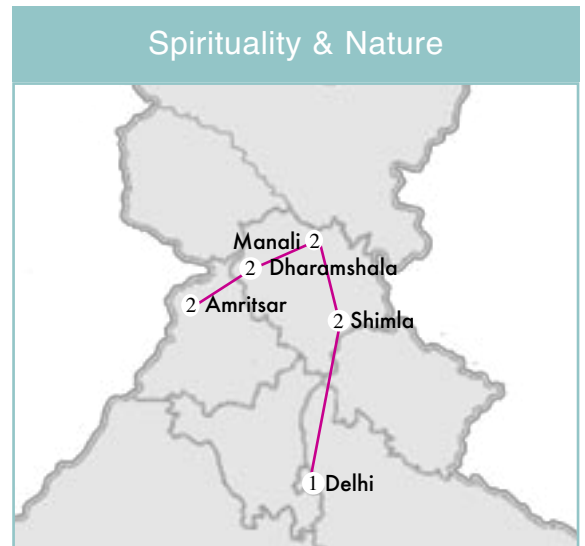 Spirituality & Nature
Manali 2
2 Dharamshala
2 Amritsar
2 Shimla
1 Delhi